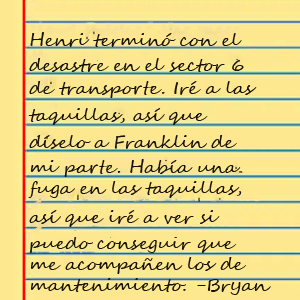 Henri terminó con el
desastre en el sector 6
de transporte. Iré a las
taquillas, así que
díselo a Franklin de
mi parte. Había una
fuga en las taquillas,
así que iré a ver si
puedo conseguir que
me acompañen los de
mantenimiento. -Bryan